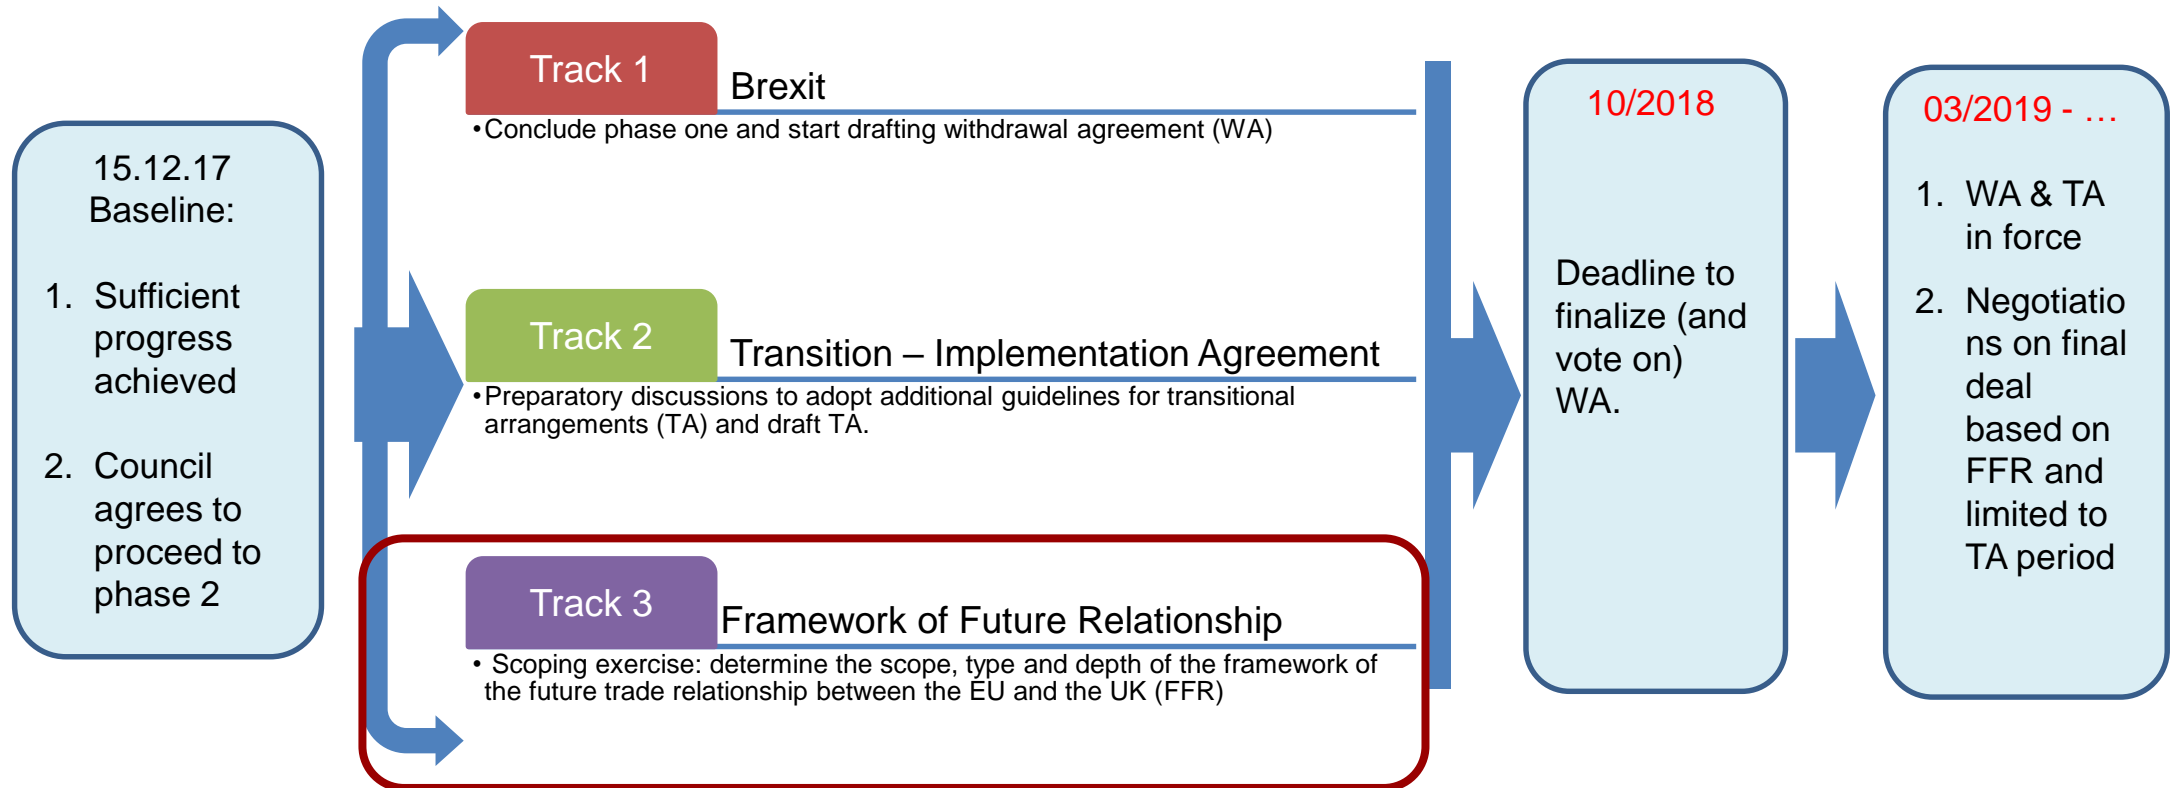 15.12.17
Baseline:
1. Sufficient
progress
achieved
2. Council
agrees to
proceed to
phase 2
Track 1
Brexit
•Conclude phase one and start drafting withdrawal agreement (WA)
Track 2
Transition – Implementation Agreement
•Preparatory discussions to adopt additional guidelines for transitional
arrangements (TA) and draft TA.
Track 3
Framework of Future Relationship
• Scoping exercise: determine the scope, type and depth of the framework of
the future trade relationship between the EU and the UK (FFR)
10/2018
Deadline to
finalize (and
vote on)
WA.
03/2019 - …
1. WA & TA
in force
2. Negotiatio
ns on final
deal
based on
FFR and
limited to
TA period